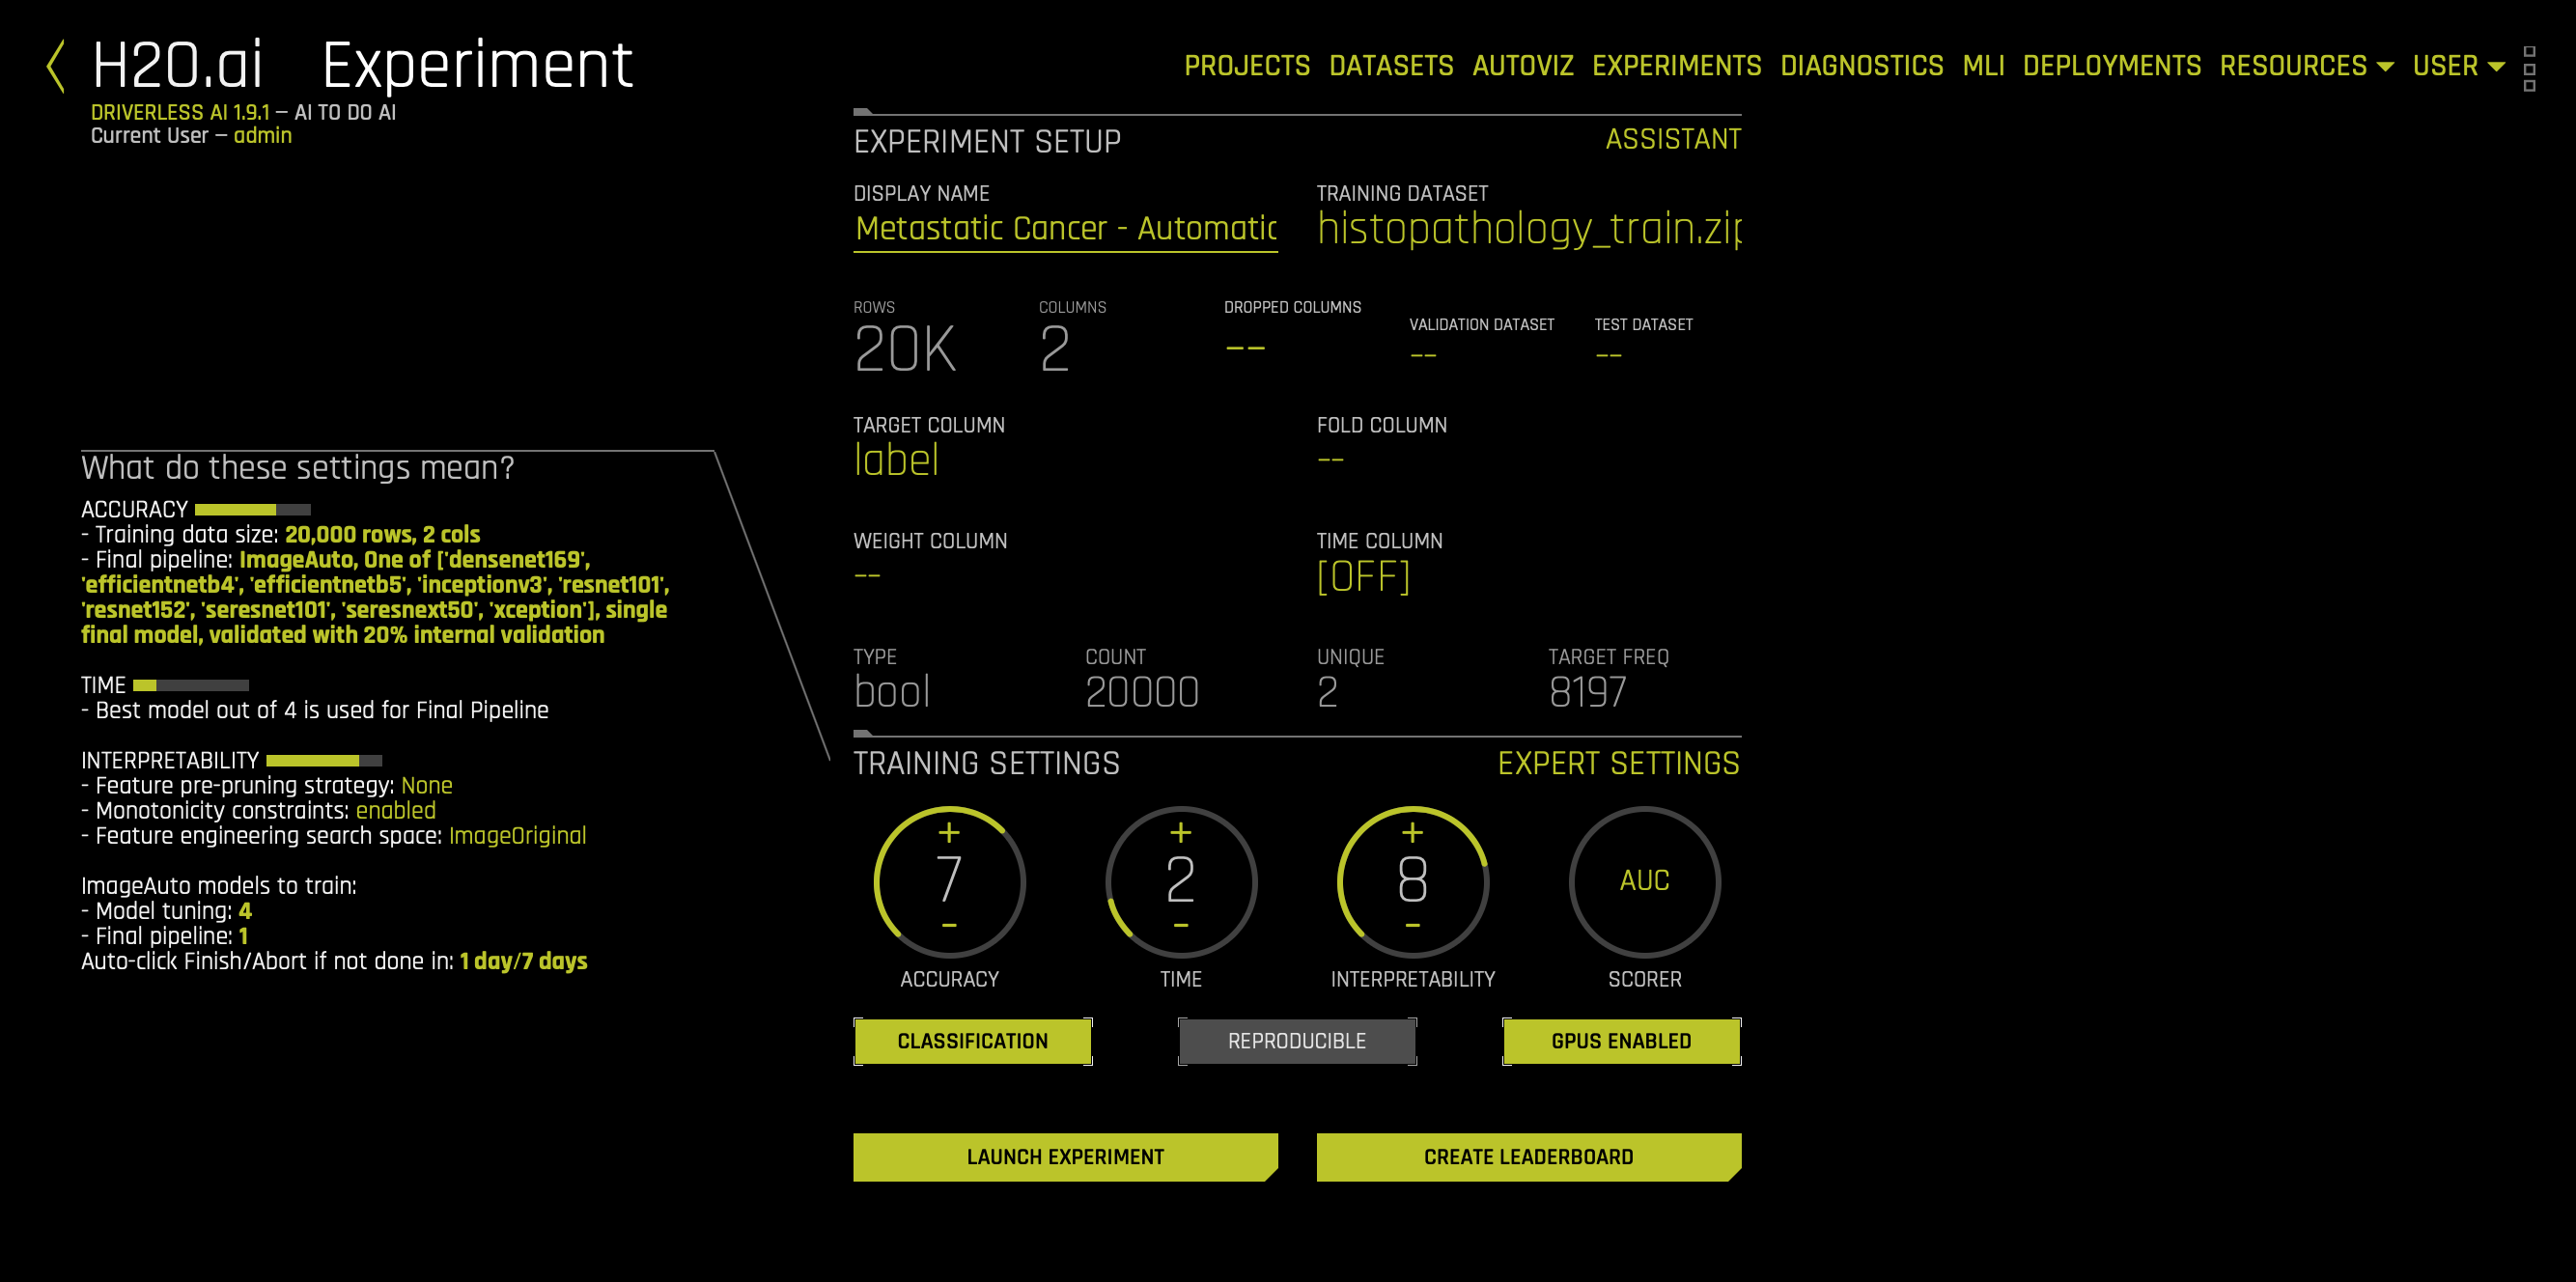 H2O.ai Experiment
DRIVERLESS AI 1.9.1 – AI TO DO AI
Current User – admin
PROJECTS DATASETS AUTOVIZ EXPERIMENTS DIAGNOSTICS MLI DEPLOYMENTS RESOURCES USER
What do these settings mean?
ACCURACY
- Training data size: 20,000 rows, 2 cols
- Final pipeline: ImageAuto, One of ['densenet169',
'efficientnetb4', 'efficientnetb5', 'inceptionv3', 'resnet101',
'resnet152', 'seresnet101', 'seresnext50', 'xception'], single
final model, validated with 20% internal validation
TIME
- Best model out of 4 is used for Final Pipeline
INTERPRETABILITY
- Feature pre-pruning strategy: None
- Monotonicity constraints: enabled
- Feature engineering search space: ImageOriginal
ImageAuto models to train:
- Model tuning: 4
- Final pipeline: 1
Auto-click Finish/Abort if not done in: 1 day/7 days
EXPERIMENT SETUP ASSISTANT
DISPLAY NAME TRAINING DATASET
Metastatic Cancer - Automatic histopathology_train.zip
ROWS COLUMNS DROPPED COLUMNS VALIDATION DATASET TEST DATASET
20K 2 -- -- --
TARGET COLUMN FOLD COLUMN
label --
WEIGHT COLUMN TIME COLUMN
-- [OFF]
TYPE COUNT UNIQUE TARGET FREQ
bool 20000 2 8197
TRAINING SETTINGS EXPERT SETTINGS
+ + +
7 2 8 AUC
- - -
ACCURACY TIME INTERPRETABILITY SCORER
CLASSIFICATION REPRODUCIBLE GPUS ENABLED
LAUNCH EXPERIMENT CREATE LEADERBOARD